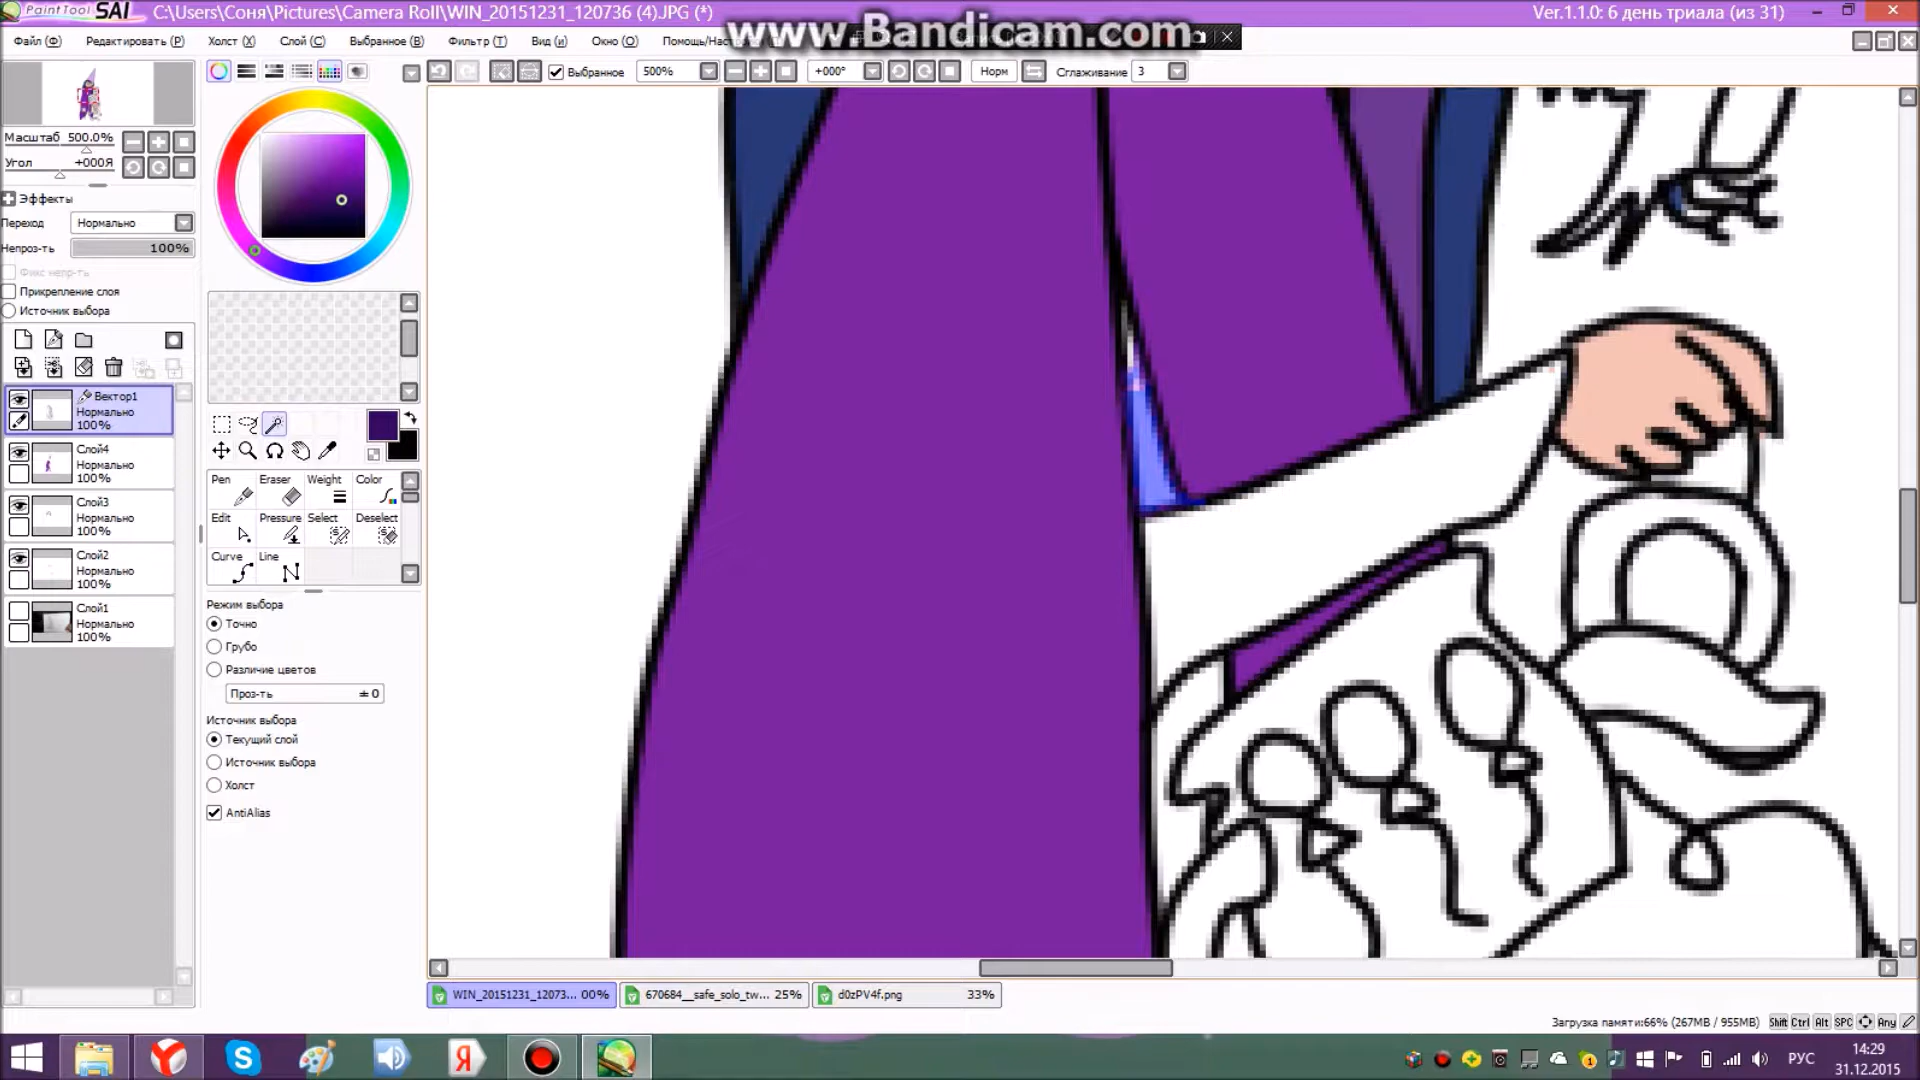 PaintTool SAI C:\Users\Соня\Pictures\Camera Roll\WIN_20151231_120736 (4).JPG (*) www.Bandicam.com Ver.1.1.0: 6 день триала (из 31)
Файл (Ф) Редактировать (Р) Холст (X) Слой (C) Выбранное (B) Фильтр (T) Вид (и) Окно (O)
Выбранное 500% +000° Норм Сглаживание 3
Масштаб 500.0%
Угол +000Я
Эффекты
Переход Нормально
Непроз-ть 100%
Фикс непр-ть
Прикрепление слоя
Источник выбора
Вектор1
Нормально
100%
Слой4
Нормально
100%
Слой3
Нормально
100%
Слой2
Нормально
100%
Слой1
Нормально
100%
Pen Eraser Weight Color
Edit Pressure Select Deselect
Curve Line
Режим выбора
Точно
Грубо
Различие цветов
Проз-ть ±0
Источник выбора
Текущий слой
Источник выбора
Холст
AntiAlias
WIN_20151231_12073... 00% 670684__safe_solo_tw... 25% d0zPV4f.png 33%
Загрузка памяти:66% (267MB / 955MB) Shift Ctrl Alt SPC Any
РУС
14:29
31.12.2015